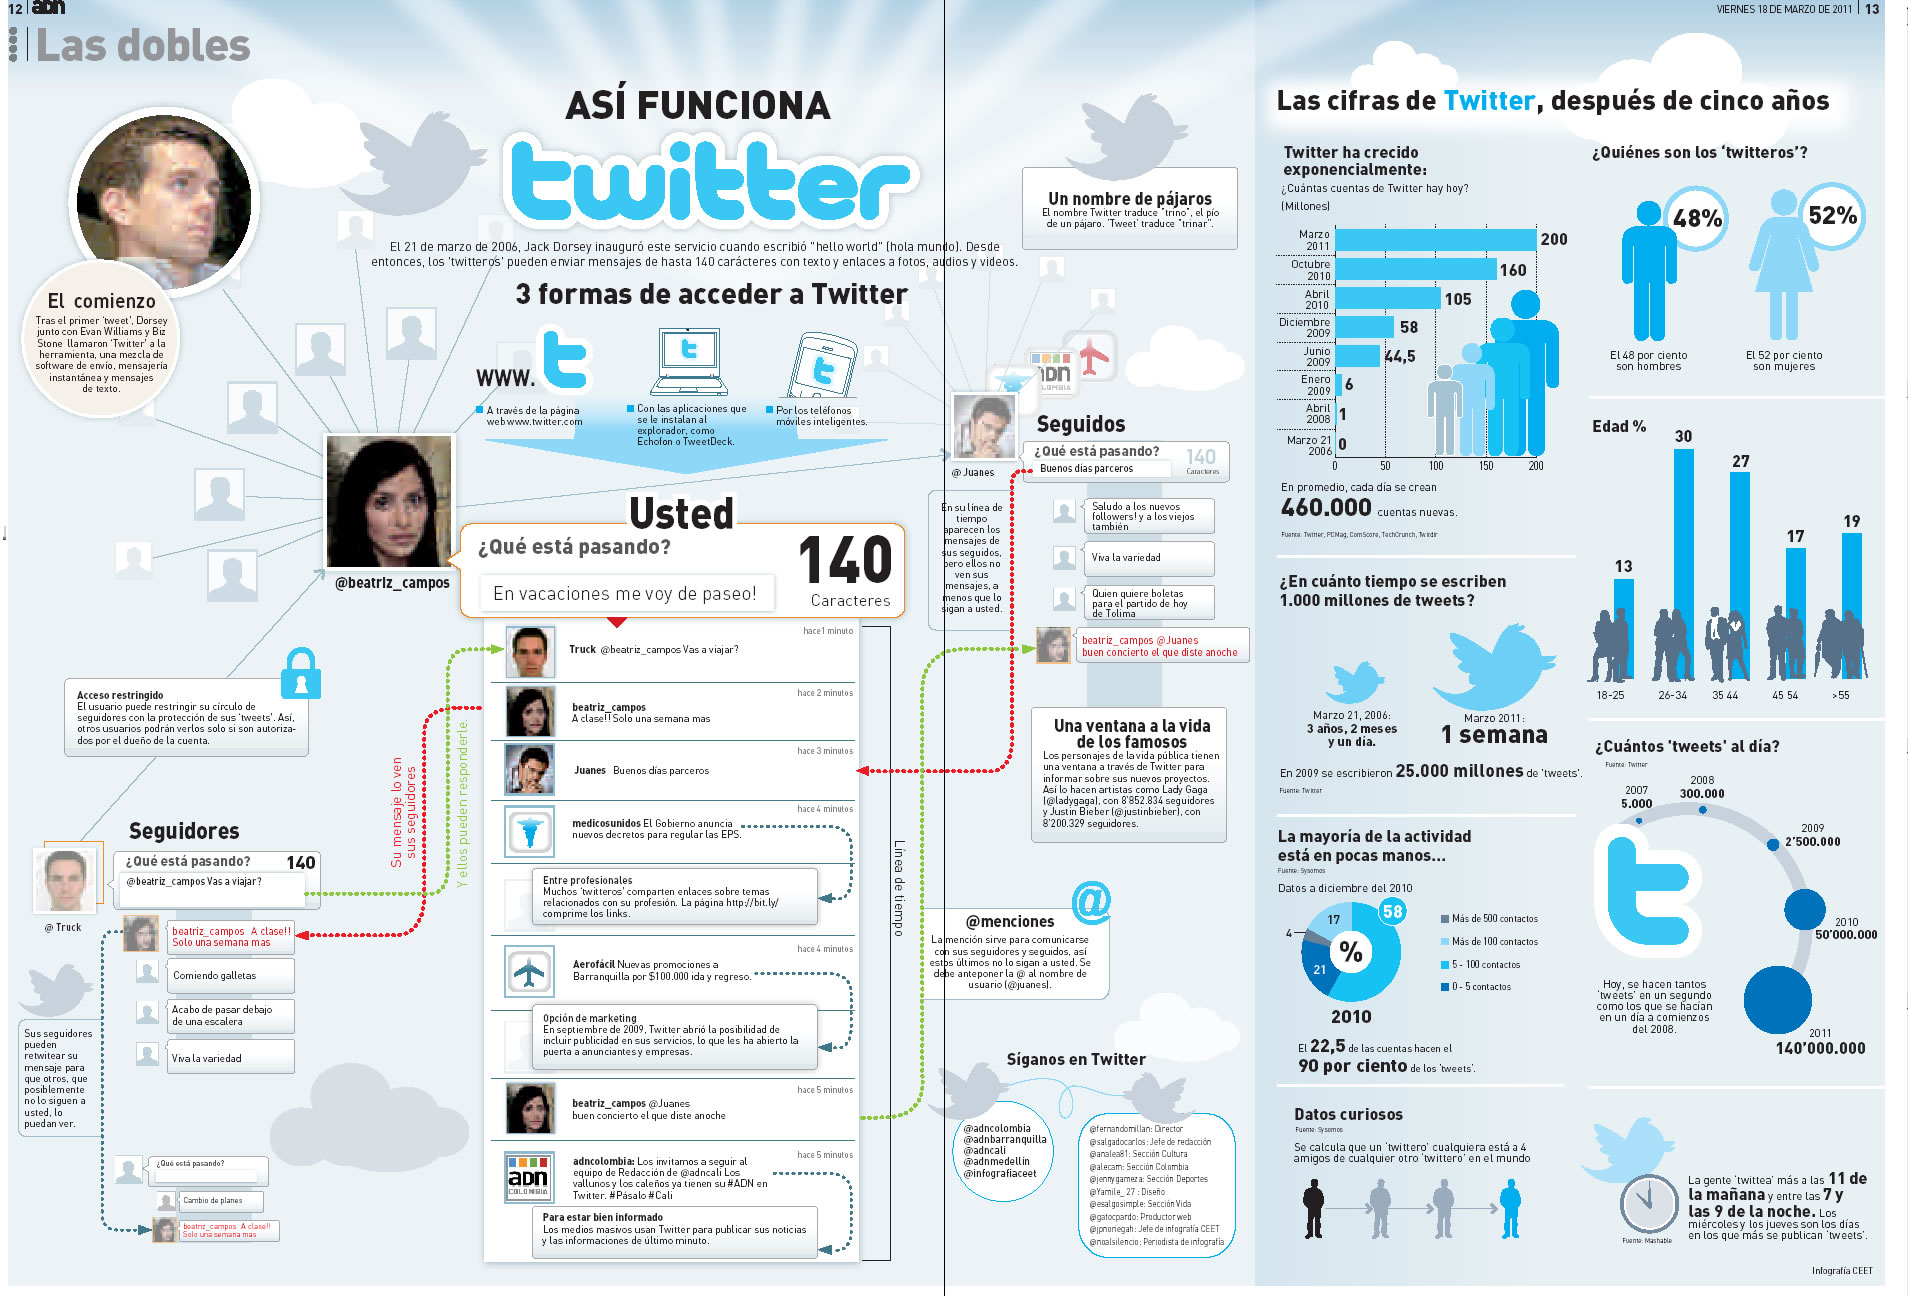 12 | adn
VIERNES 18 DE MARZO DE 2011 | 13
Las dobles
ASÍ FUNCIONA
twitter
El 21 de marzo de 2006, Jack Dorsey inauguró este servicio cuando escribió "hello world" (hola mundo). Desde
entonces, los 'twitteros' pueden enviar mensajes de hasta 140 carácteres con texto y enlaces a fotos, audios y videos.
El comienzo
Tras el primer 'tweet', Dorsey
junto con Evan Williams y Biz
Stone llamaron 'Twitter' a la
herramienta, una mezcla de
software de envío, mensajería
instantánea y mensajes
de texto.
3 formas de acceder a Twitter
www.
A través de la página
web www.twitter.com
Con las aplicaciones que
se le instalan al
explorador, como
Echofon o TweetDeck.
Por los teléfonos
móviles inteligentes.
Un nombre de pájaros
El nombre Twitter traduce "trino", el pío
de un pájaro. 'Tweet' traduce "trinar".
@beatriz_campos
Usted
¿Qué está pasando?
En vacaciones me voy de paseo!
140
Caracteres
hace1 minuto
Truck @beatriz_campos Vas a viajar?
hace 2 minutos
beatriz_campos
A clase!! Solo una semana mas
hace 3 minutos
Juanes Buenos días parceros
hace 4 minutos
medicosunidos El Gobierno anuncia
nuevos decretos para regular las EPS.
Entre profesionales
Muchos 'twitteros' comparten enlaces sobre temas
relacionados con su profesión. La página http://bit.ly/
comprime los links.
hace 4 minutos
Aerofácil Nuevas promociones a
Barranquilla por $100.000 ida y regreso.
Opción de marketing
En septiembre de 2009, Twitter abrió la posibilidad de
incluir publicidad en sus servicios, lo que les ha abierto la
puerta a anunciantes y empresas.
hace 5 minutos
beatriz_campos @Juanes
buen concierto el que diste anoche
hace 5 minutos
adncolombia: Los invitamos a seguir al
equipo de Redacción de @adncali Los
vallunos y los caleños ya tienen su #ADN en
Twitter. #Pásalo #Cali
adn
COLOMBIA
Para estar bien informado
Los medios masivos usan Twitter para publicar sus noticias
y las informaciones de último minuto.
Línea de tiempo
Su mensaje lo ven
sus seguidores
Y ellos pueden responderle.
Acceso restringido
El usuario puede restringir su círculo de
seguidores con la protección de sus 'tweets'. Así,
otros usuarios podrán verlos solo si son autoriza-
dos por el dueño de la cuenta.
Seguidores
¿Qué está pasando? 140
@beatriz_campos Vas a viajar?
@ Truck
beatriz_campos A clase!!
Solo una semana mas
Comiendo galletas
Acabo de pasar debajo
de una escalera
Viva la variedad
Sus seguidores
pueden
retwitear su
mensaje para
que otros, que
posiblemente
no lo siguen a
usted, lo
puedan ver.
¿Qué está pasando?
Cambio de planes
beatriz_campos A clase!!
Solo una semana mas
adn
COLOMBIA
Seguidos
@ Juanes
¿Qué está pasando?
Buenos días parceros
140
Caracteres
En su línea de
tiempo
aparecen los
mensajes de
sus seguidos,
pero ellos no
ven sus
mensajes, a
menos que lo
sigan a usted.
Saludo a los nuevos
followers! y a los viejos
también
Viva la variedad
Quien quiere boletas
para el partido de hoy
de Tolima
beatriz_campos @Juanes
buen concierto el que diste anoche
Una ventana a la vida
de los famosos
Los personajes de la vida pública tienen
una ventana a través de Twitter para
informar sobre sus nuevos proyectos.
Así lo hacen artistas como Lady Gaga
(@ladygaga), con 8'852.834 seguidores
y Justin Bieber (@justinbieber), con
8'200.329 seguidores.
@
@menciones
La mención sirve para comunicarse
con sus seguidores y seguidos, así
estos últimos no lo sigan a usted. Se
debe anteponer la @ al nombre de
usuario (@juanes).
Síganos en Twitter
@adncolombia
@adnbarranquilla
@adncali
@adnmedellín
@infografiaceet
@fernandomillan: Director
@salgadocarlos: Jefe de redacción
@analea81: Sección Cultura
@alecam: Sección Colombia
@jennygameza: Sección Deportes
@Yamile_27 : Diseño
@esalgosimple: Sección Vida
@gatocpardo: Productor web
@jpnoriegah: Jefe de infografía CEET
@noalsilencio: Periodista de infografía
Las cifras de Twitter, después de cinco años
Twitter ha crecido
exponencialmente:
¿Cuántas cuentas de Twitter hay hoy?
(Millones)
Marzo
2011
200
Octubre
2010
160
Abril
2010
105
Diciembre
2009
58
Junio
2009
44,5
Enero
2009
6
Abril
2008
1
Marzo 21
2006
0
0 50 100 150 200
En promedio, cada día se crean
460.000 cuentas nuevas.
Fuente: Twitter, PCMag, ComScore, TechCrunch, Twirdir
¿En cuánto tiempo se escriben
1.000 millones de tweets?
Marzo 21, 2006:
3 años, 2 meses
y un día.
Marzo 2011:
1 semana
En 2009 se escribieron 25.000 millones de 'tweets'.
Fuente: Twitter
La mayoría de la actividad
está en pocas manos...
Fuente: Sysomos
Datos a diciembre del 2010
58
17
4
21
%
2010
Más de 500 contactos
Más de 100 contactos
5 - 100 contactos
0 - 5 contactos
El 22,5 de las cuentas hacen el
90 por ciento de los 'tweets'.
Datos curiosos
Fuente: Sysomos
Se calcula que un 'twittero' cualquiera está a 4
amigos de cualquier otro 'twittero' en el mundo
¿Quiénes son los 'twitteros'?
48%
52%
El 48 por ciento
son hombres
El 52 por ciento
son mujeres
Edad %
13
30
27
17
19
18-25 26-34 35 44 45 54 >55
¿Cuántos 'tweets' al día?
Fuente: Twitter
2007
5.000
2008
300.000
2009
2'500.000
2010
50'000.000
2011
140'000.000
Hoy, se hacen tantos
'tweets' en un segundo
como los que se hacían
en un día a comienzos
del 2008.
La gente 'twittea' más a las 11 de
la mañana y entre las 7 y
las 9 de la noche. Los
miércoles y los jueves son los días
en los que más se publican 'tweets'.
Fuente: Mashable
Infografía CEET